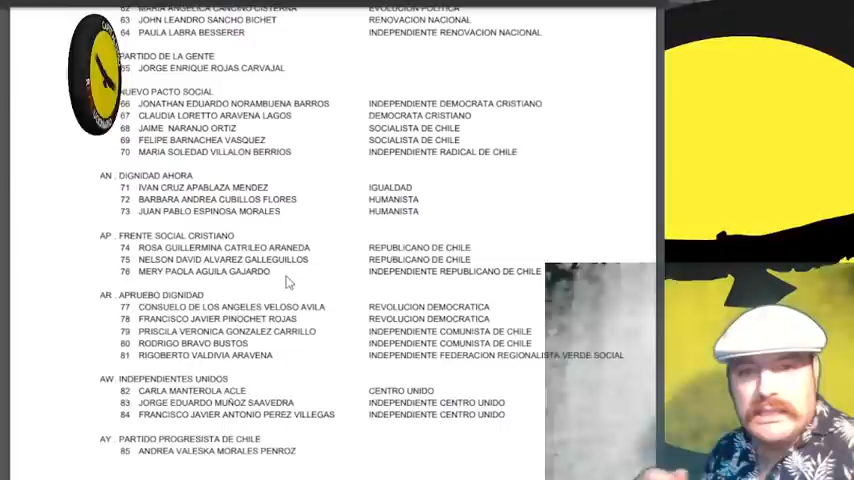 62 MARIA ANGELICA CANCINO CISTERNA EVOLUCION POLITICA
63 JOHN LEANDRO SANCHO BICHET RENOVACION NACIONAL
64 PAULA LABRA BESSERER INDEPENDIENTE RENOVACION NACIONAL
PARTIDO DE LA GENTE
65 JORGE ENRIQUE ROJAS CARVAJAL
NUEVO PACTO SOCIAL
66 JONATHAN EDUARDO NORAMBUENA BARROS INDEPENDIENTE DEMOCRATA CRISTIANO
67 CLAUDIA LORETTO ARAVENA LAGOS DEMOCRATA CRISTIANO
68 JAIME NARANJO ORTIZ SOCIALISTA DE CHILE
69 FELIPE BARNACHEA VASQUEZ SOCIALISTA DE CHILE
70 MARIA SOLEDAD VILLALON BERRIOS INDEPENDIENTE RADICAL DE CHILE
AN . DIGNIDAD AHORA
71 IVAN CRUZ APABLAZA MENDEZ IGUALDAD
72 BARBARA ANDREA CUBILLOS FLORES HUMANISTA
73 JUAN PABLO ESPINOSA MORALES HUMANISTA
AP . FRENTE SOCIAL CRISTIANO
74 ROSA GUILLERMINA CATRILEO ARANEDA REPUBLICANO DE CHILE
75 NELSON DAVID ALVAREZ GALLEGUILLOS REPUBLICANO DE CHILE
76 MERY PAOLA AGUILA GAJARDO INDEPENDIENTE REPUBLICANO DE CHILE
AR . APRUEBO DIGNIDAD
77 CONSUELO DE LOS ANGELES VELOSO AVILA REVOLUCION DEMOCRATICA
78 FRANCISCO JAVIER PINOCHET ROJAS REVOLUCION DEMOCRATICA
79 PRISCILA VERONICA GONZALEZ CARRILLO INDEPENDIENTE COMUNISTA DE CHILE
80 RODRIGO BRAVO BUSTOS INDEPENDIENTE COMUNISTA DE CHILE
81 RIGOBERTO VALDIVIA ARAVENA INDEPENDIENTE FEDERACION REGIONALISTA VERDE SOCIAL
AW. INDEPENDIENTES UNIDOS
82 CARLA MANTEROLA ACLE CENTRO UNIDO
83 JORGE EDUARDO MUÑOZ SAAVEDRA INDEPENDIENTE CENTRO UNIDO
84 FRANCISCO JAVIER ANTONIO PEREZ VILLEGAS INDEPENDIENTE CENTRO UNIDO
AY . PARTIDO PROGRESISTA DE CHILE
85 ANDREA VALESKA MORALES PENROZ